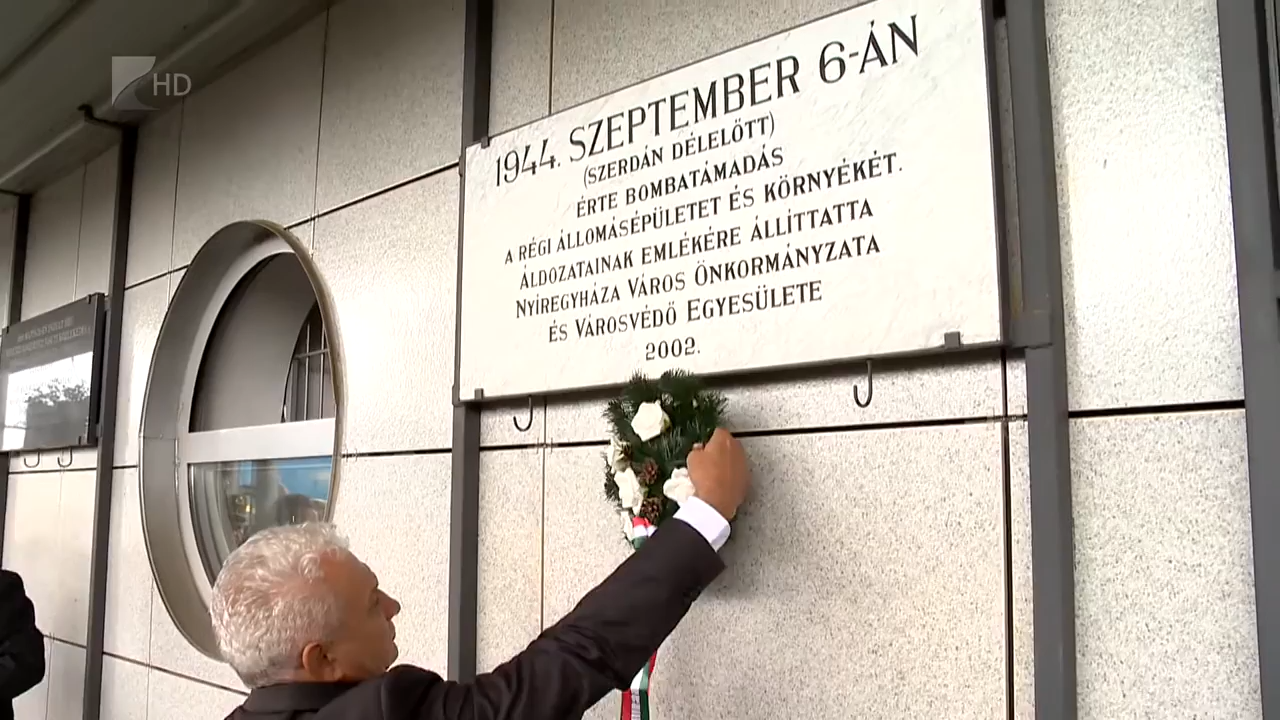 HD
1944. SZEPTEMBER 6-ÁN
(SZERDÁN DÉLELŐTT)
ÉRTE BOMBATÁMADÁS
A RÉGI ÁLLOMÁSÉPÜLETET ÉS KÖRNYÉKÉT.
ÁLDOZATAINAK EMLÉKÉRE ÁLLÍTTATTA
NYÍREGYHÁZA VÁROS ÖNKORMÁNYZATA
ÉS VÁROSVÉDŐ EGYESÜLETE
2002.